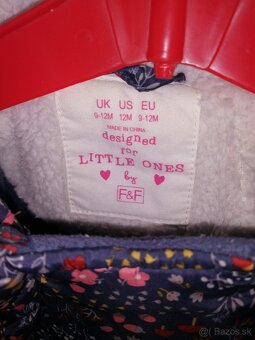 UK US EU
9-12M 12M 9-12M
MADE IN CHINA
designed
for
LITTLE ONES
by
F&F
Bazos.sk